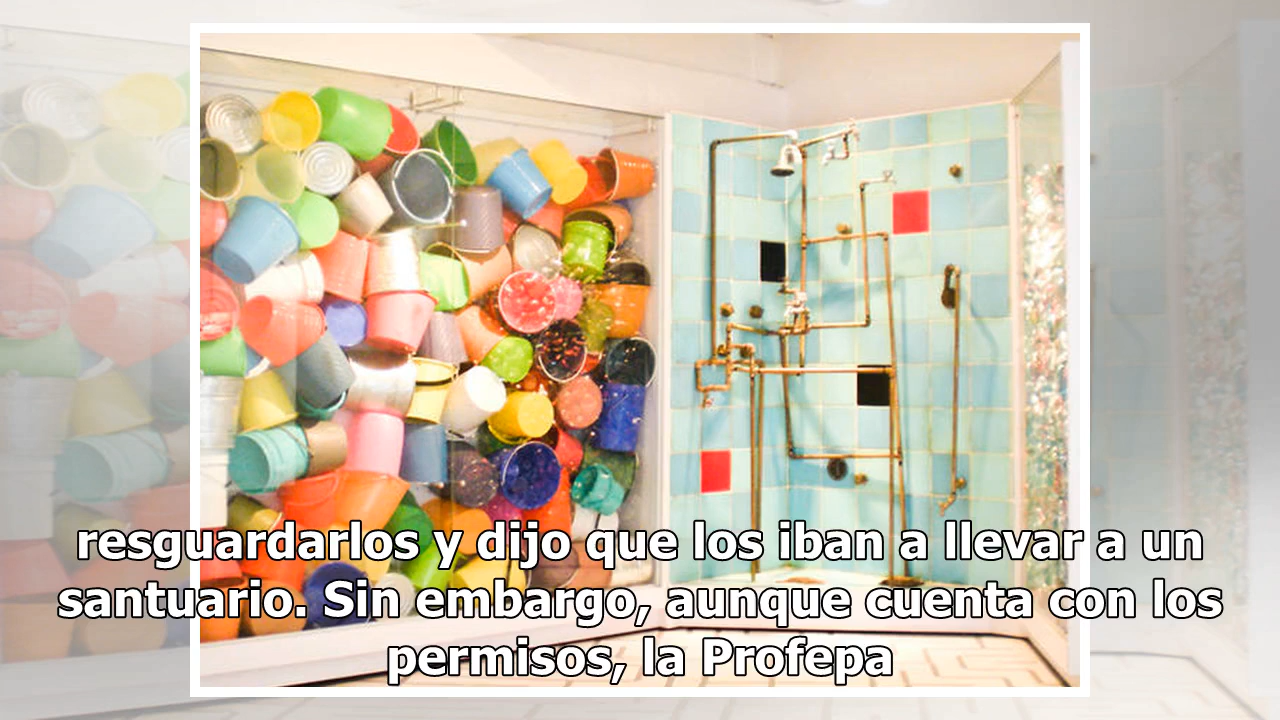 resguardarlos y dijo que los iban a llevar a un
santuario. Sin embargo, aunque cuenta con los
permisos, la Profepa